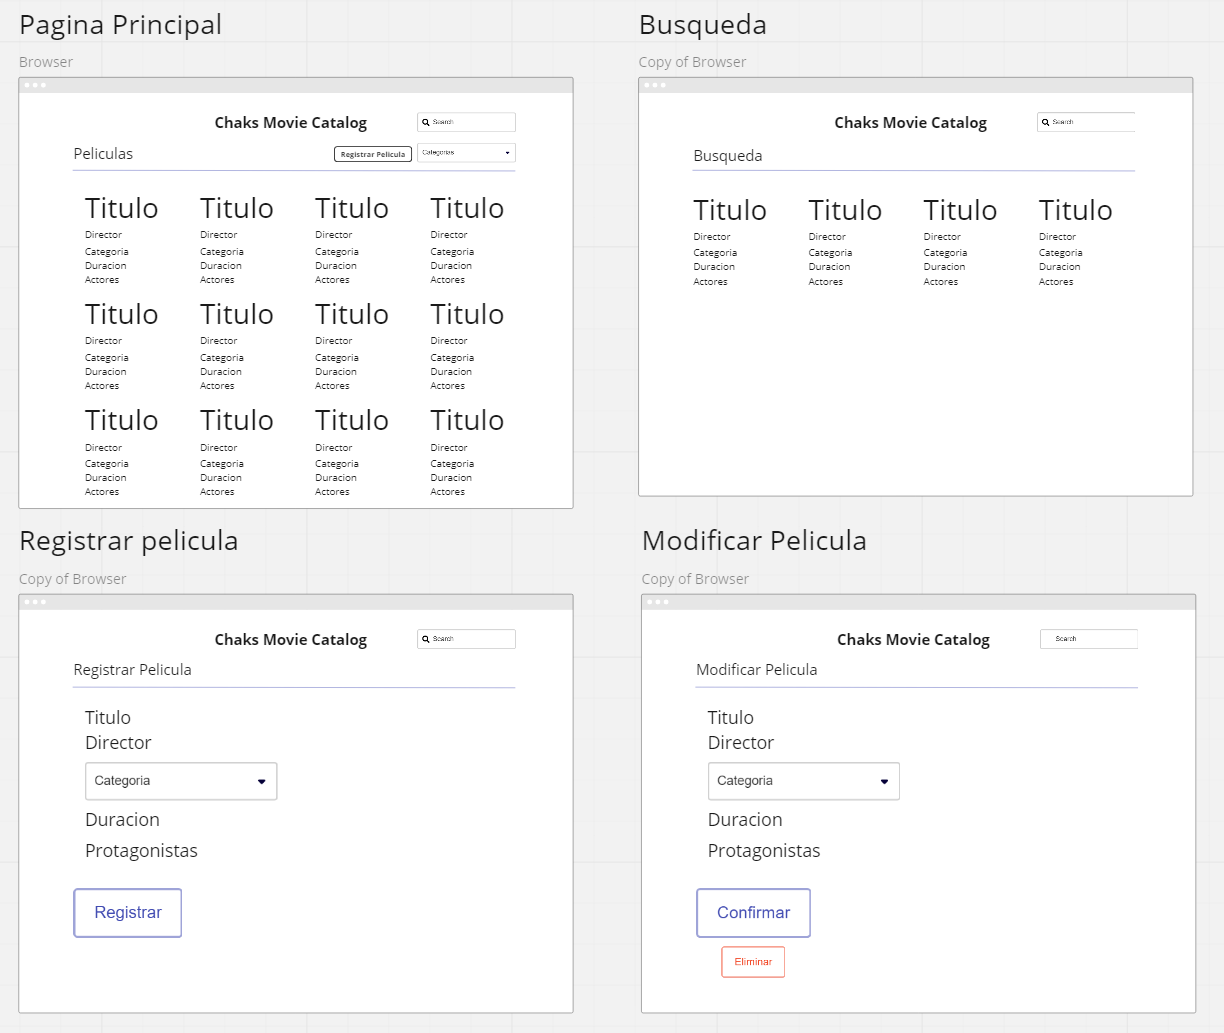 Pagina Principal
Browser
Chaks Movie Catalog
Search
Peliculas
Registrar Pelicula
Categorias
Titulo Titulo Titulo Titulo
Director Director Director Director
Categoria Categoria Categoria Categoria
Duracion Duracion Duracion Duracion
Actores Actores Actores Actores
Titulo Titulo Titulo Titulo
Director Director Director Director
Categoria Categoria Categoria Categoria
Duracion Duracion Duracion Duracion
Actores Actores Actores Actores
Titulo Titulo Titulo Titulo
Director Director Director Director
Categoria Categoria Categoria Categoria
Duracion Duracion Duracion Duracion
Actores Actores Actores Actores
Busqueda
Copy of Browser
Chaks Movie Catalog
Search
Busqueda
Titulo Titulo Titulo Titulo
Director Director Director Director
Categoria Categoria Categoria Categoria
Duracion Duracion Duracion Duracion
Actores Actores Actores Actores
Registrar pelicula
Copy of Browser
Chaks Movie Catalog
Search
Registrar Pelicula
Titulo
Director
Categoria
Duracion
Protagonistas
Registrar
Modificar Pelicula
Copy of Browser
Chaks Movie Catalog
Search
Modificar Pelicula
Titulo
Director
Categoria
Duracion
Protagonistas
Confirmar
Eliminar